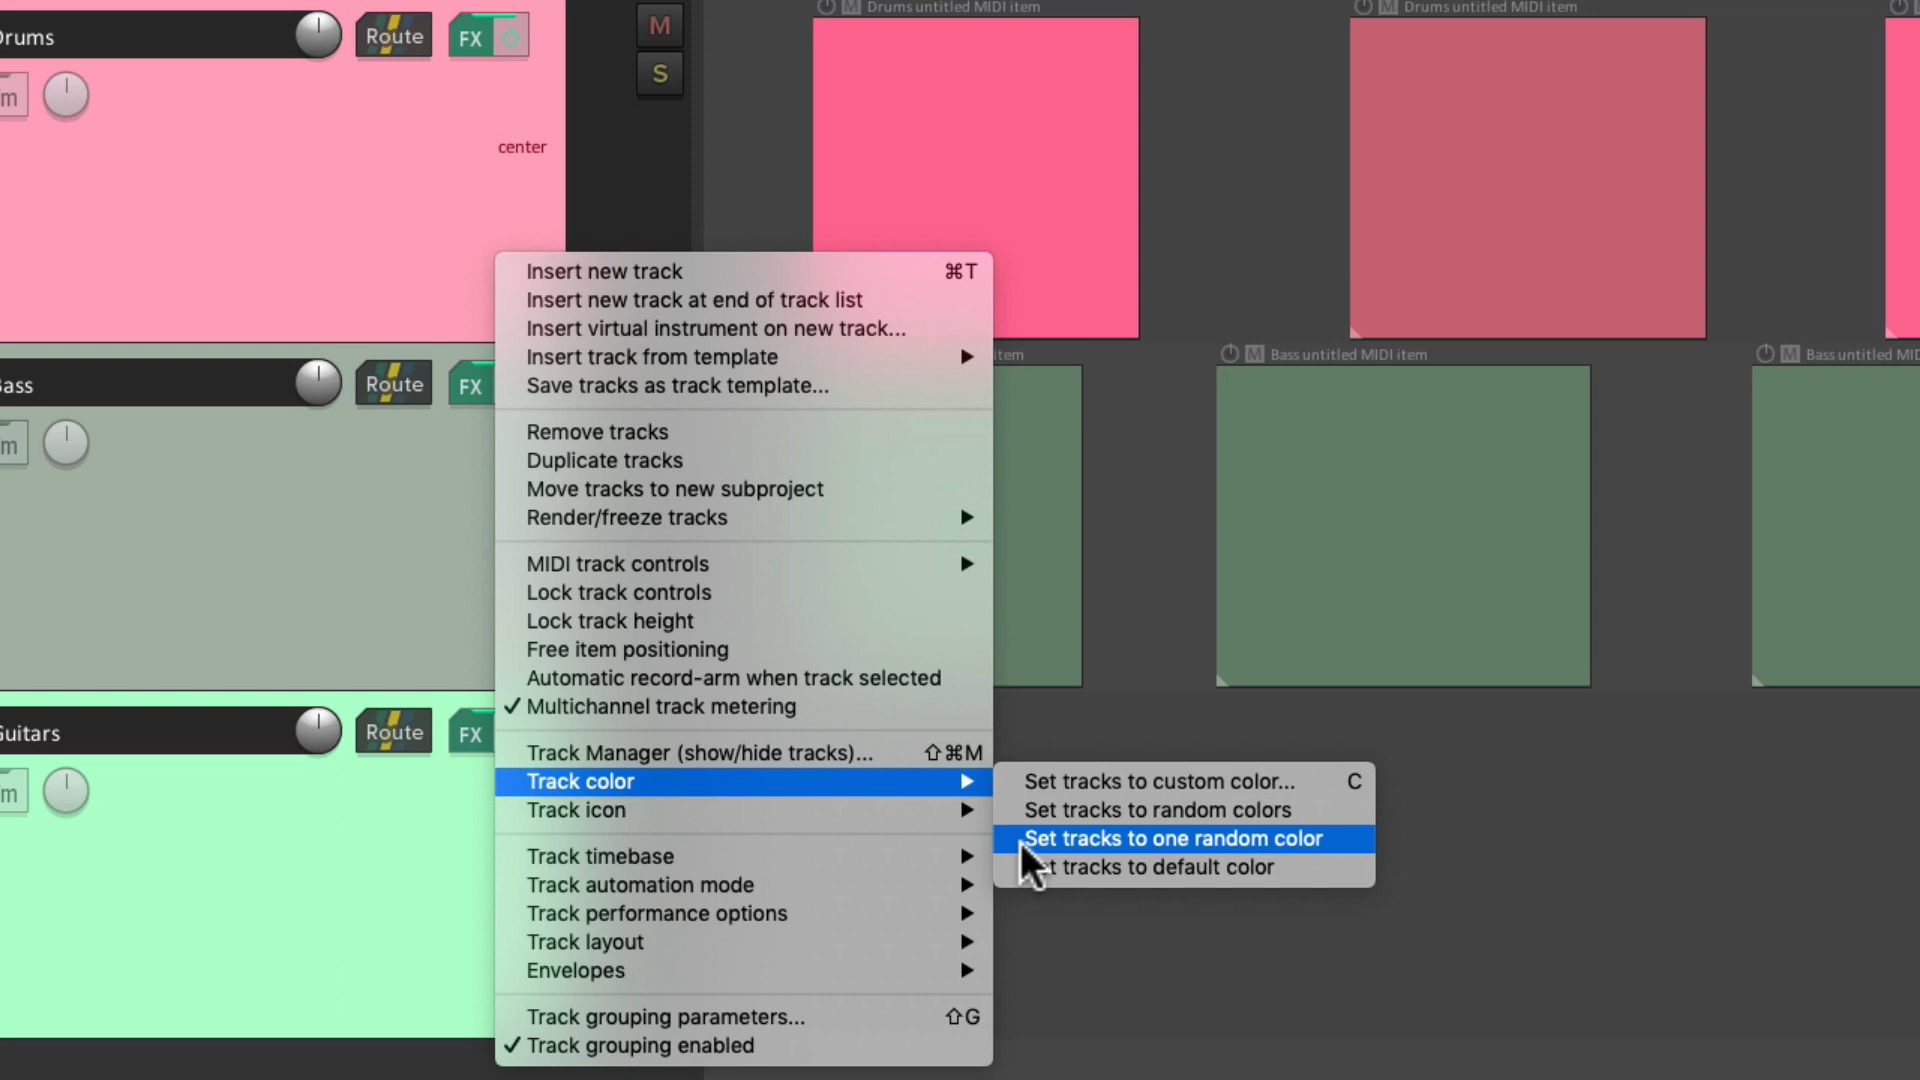 Drums Route FX M
M Drums untitled MIDI item
M Drums untitled MIDI item
S
center
Route FX
item
M Bass untitled MIDI item
M
Route FX
Insert new track ⌘T
Insert new track at end of track list
Insert virtual instrument on new track...
Insert track from template
Save tracks as track template...
Remove tracks
Duplicate tracks
Move tracks to new subproject
Render/freeze tracks
MIDI track controls
Lock track controls
Lock track height
Free item positioning
Automatic record-arm when track selected
✓ Multichannel track metering
Track Manager (show/hide tracks)... ⇧⌘M
Track color
Track icon
Track timebase
Track automation mode
Track performance options
Track layout
Envelopes
Track grouping parameters... ⇧G
✓ Track grouping enabled
Set tracks to custom color... C
Set tracks to random colors
Set tracks to one random color
tracks to default color